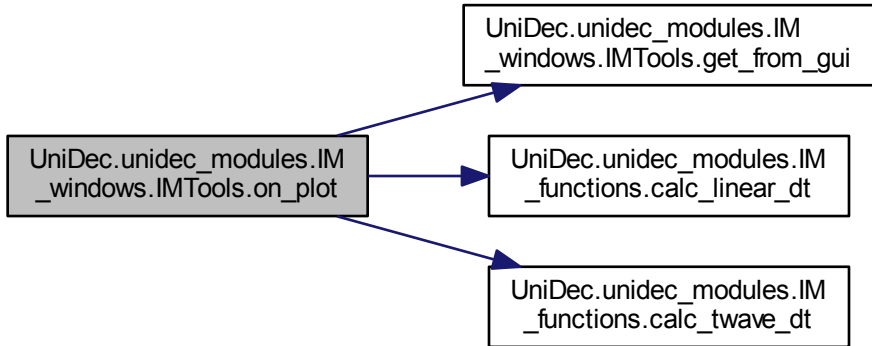 UniDec.unidec_modules.IM
_windows.IMTools.get_from_gui
UniDec.unidec_modules.IM
_windows.IMTools.on_plot
UniDec.unidec_modules.IM
_functions.calc_linear_dt
UniDec.unidec_modules.IM
_functions.calc_twave_dt